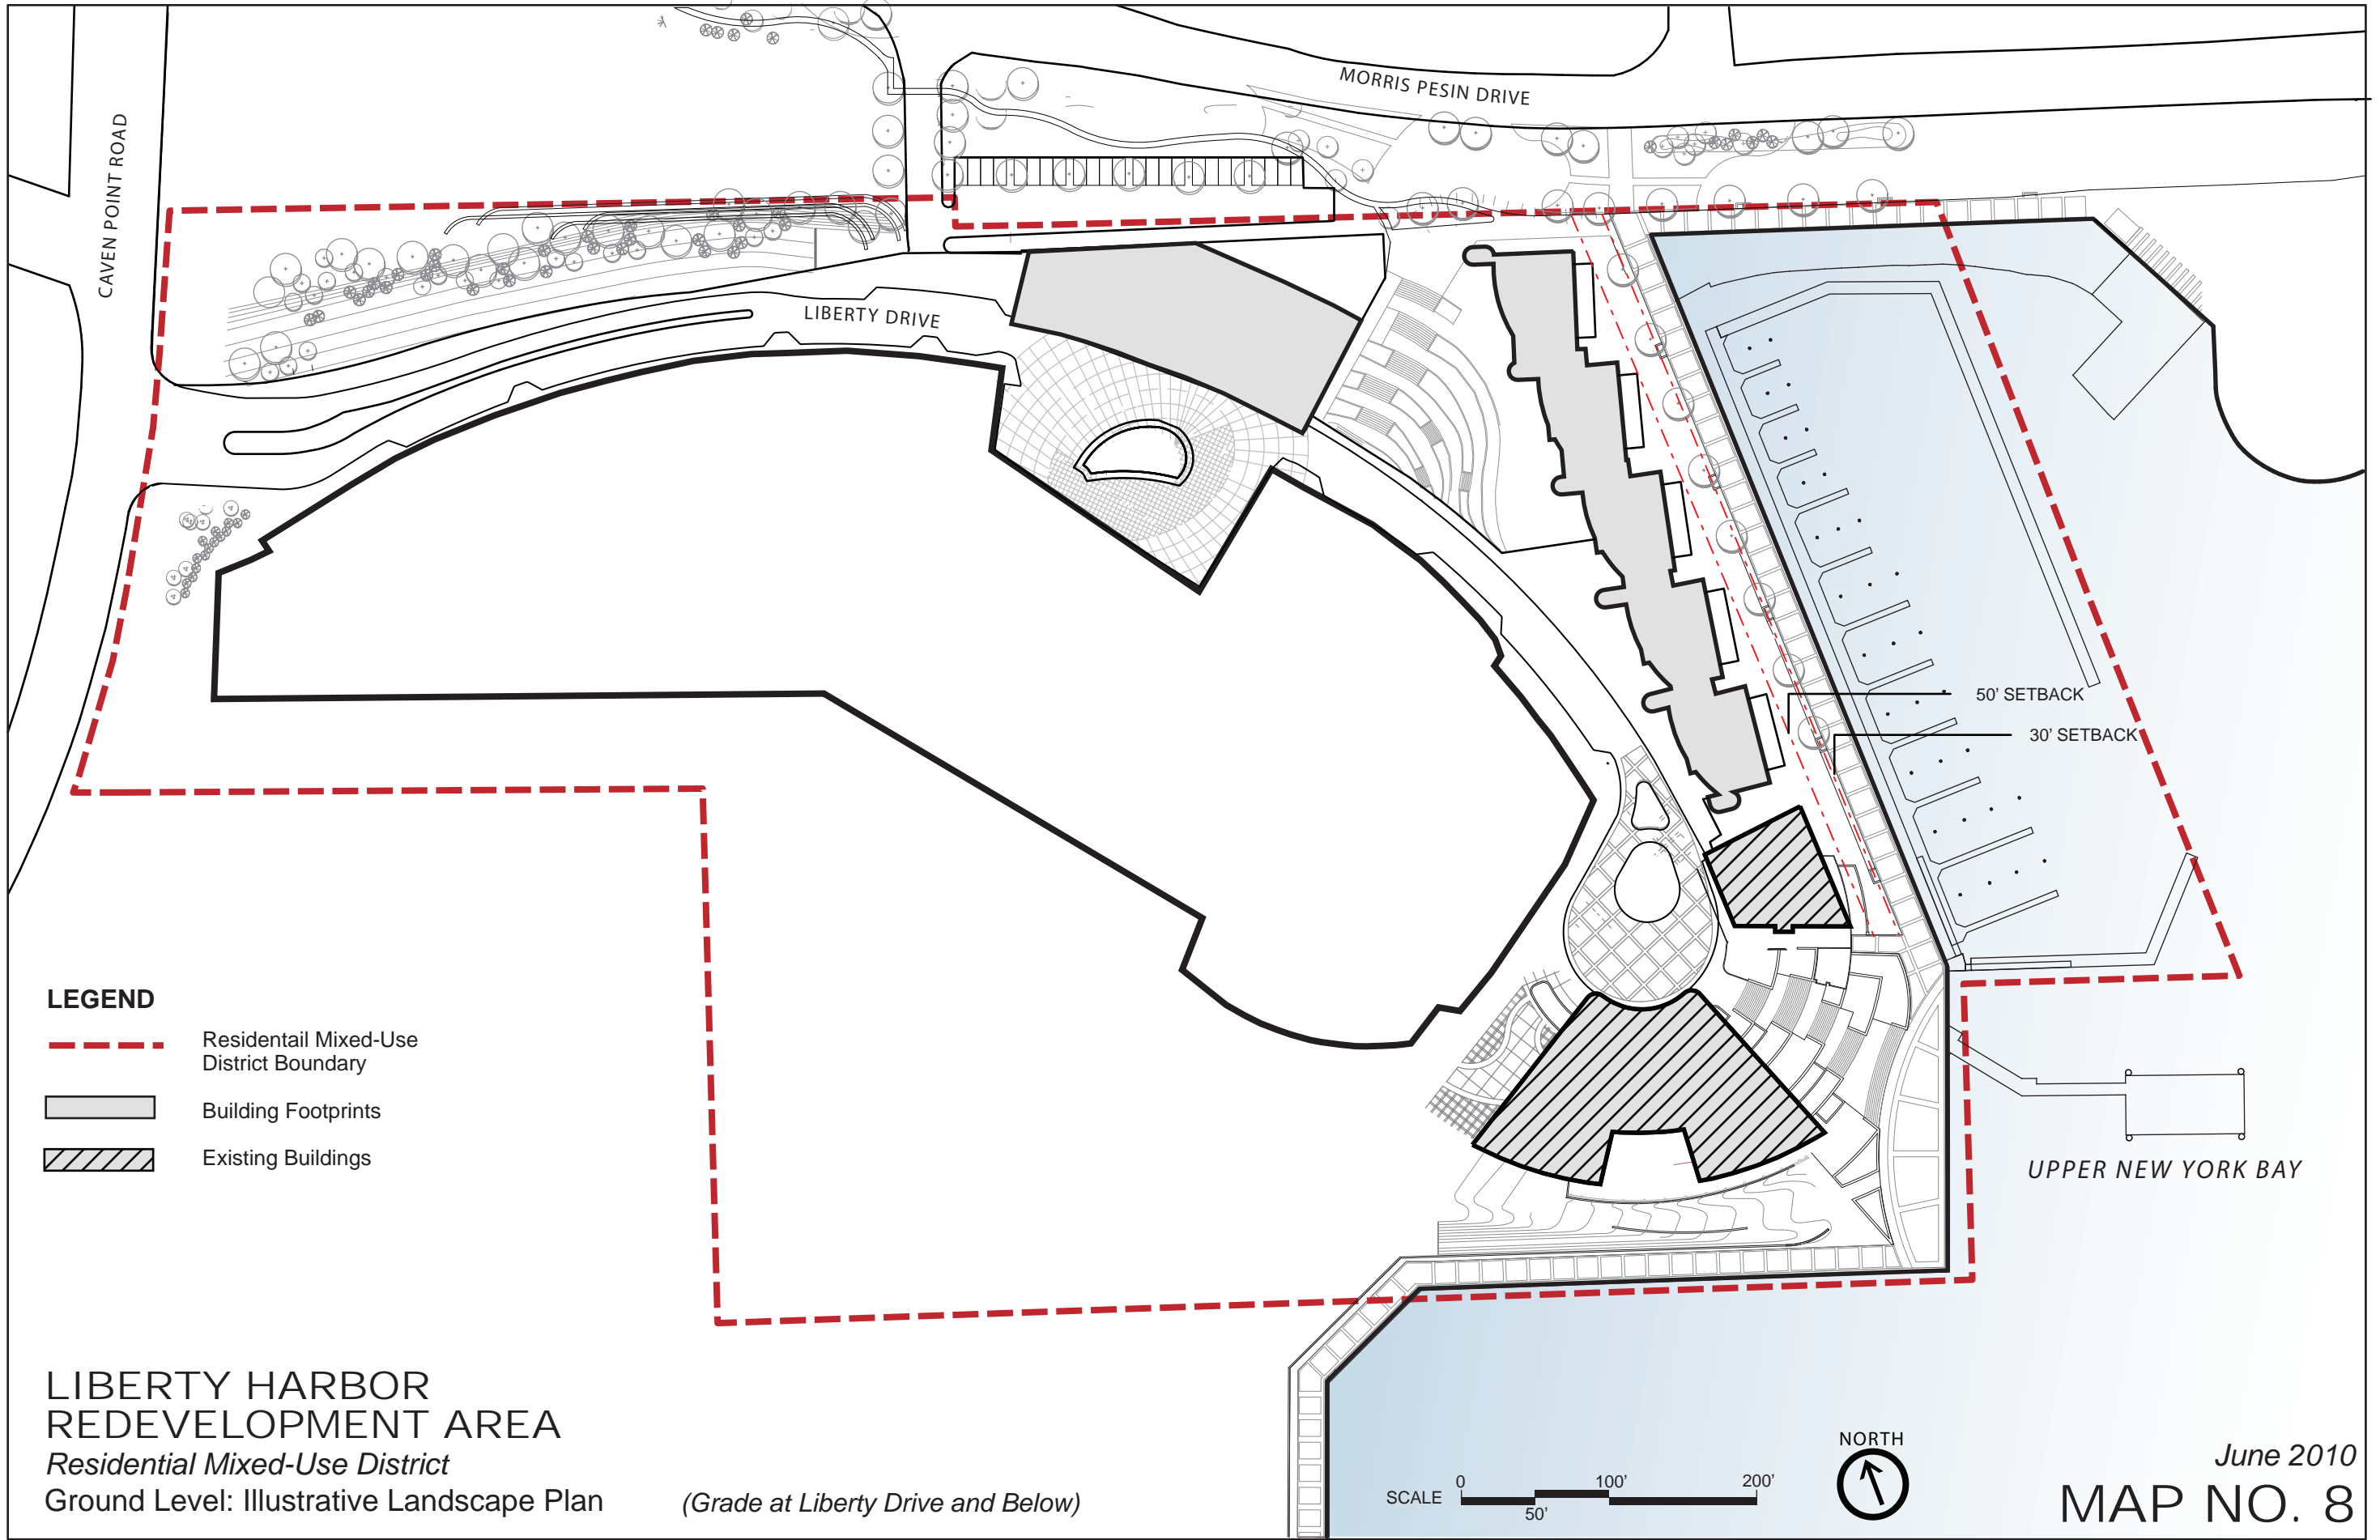 MORRIS PESIN DRIVE
CAVEN POINT ROAD
LIBERTY DRIVE
50' SETBACK
30' SETBACK
LEGEND
Residentail Mixed-Use
District Boundary
Building Footprints
Existing Buildings
UPPER NEW YORK BAY
LIBERTY HARBOR
REDEVELOPMENT AREA
Residential Mixed-Use District
Ground Level: Illustrative Landscape Plan
(Grade at Liberty Drive and Below)
SCALE
0 100' 200'
50'
NORTH
June 2010
MAP NO. 8